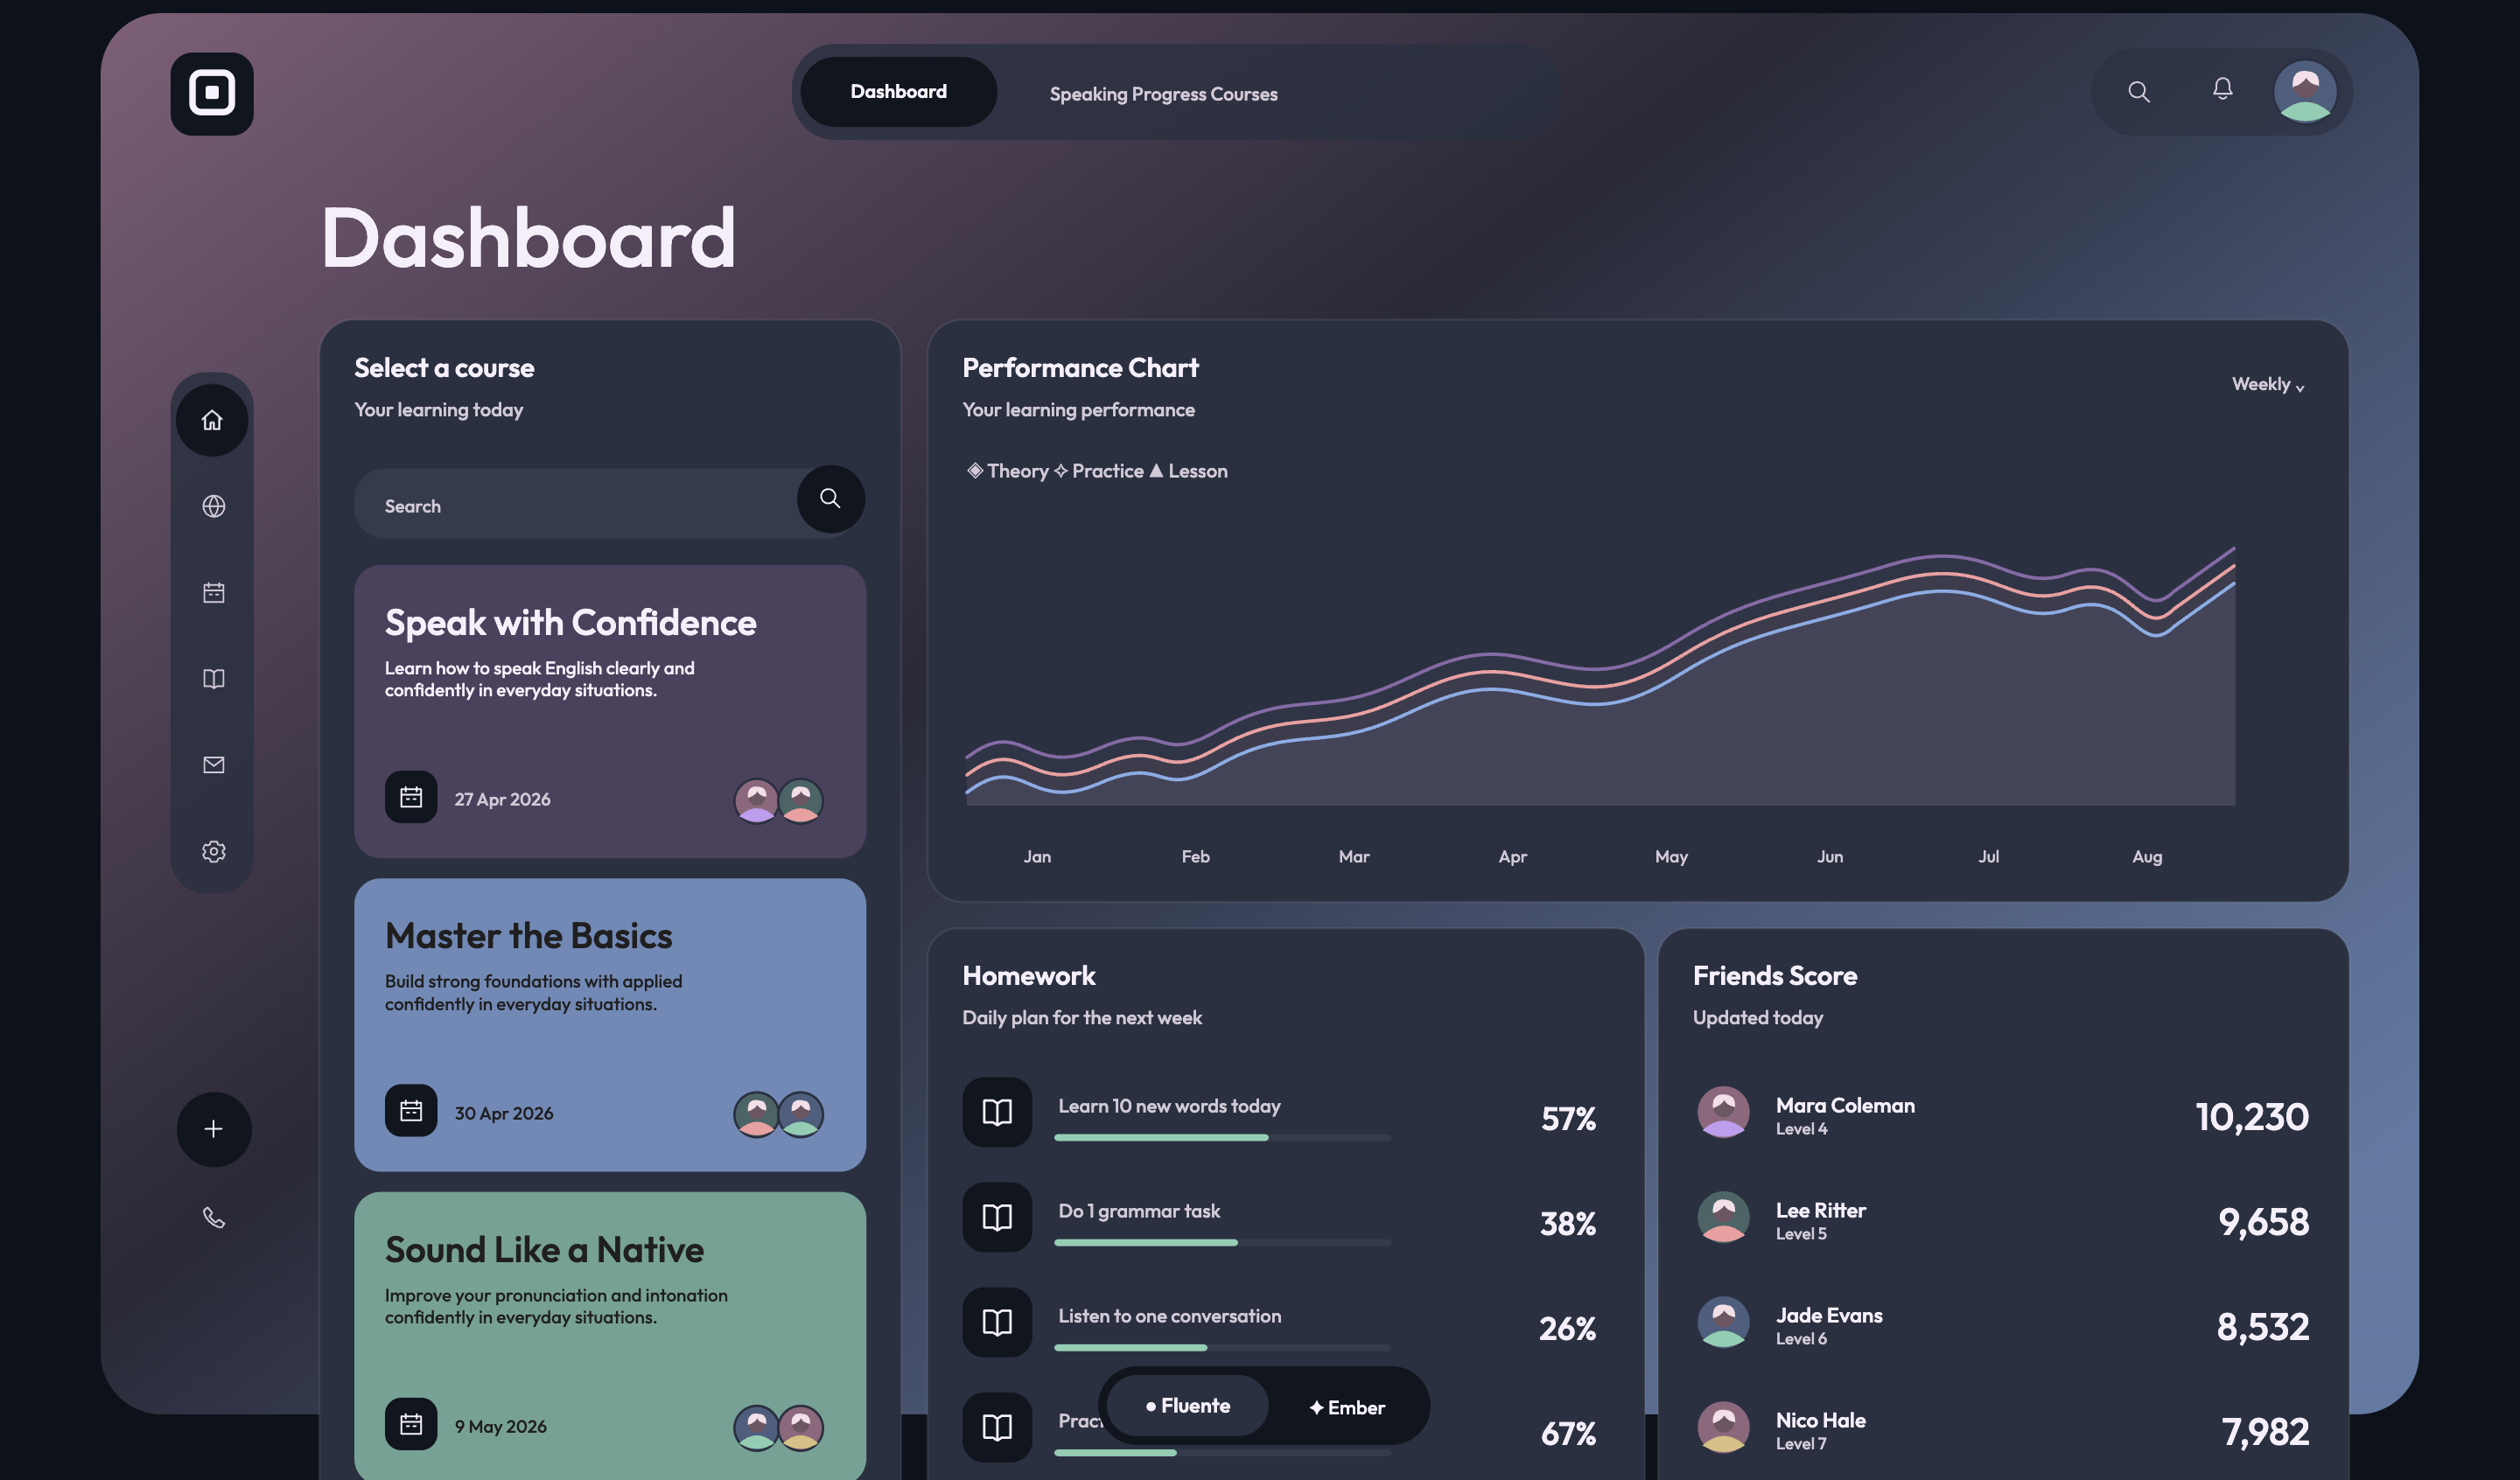 Dashboard
Speaking Progress Courses
Dashboard
Select a course
Your learning today
Search
Speak with Confidence
Learn how to speak English clearly and
confidently in everyday situations.
27 Apr 2026
Master the Basics
Build strong foundations with applied
confidently in everyday situations.
30 Apr 2026
Sound Like a Native
Improve your pronunciation and intonation
confidently in everyday situations.
9 May 2026
Performance Chart
Your learning performance
Weekly
Theory Practice Lesson
Jan Feb Mar Apr May Jun Jul Aug
Homework
Daily plan for the next week
Learn 10 new words today
57%
Do 1 grammar task
38%
Listen to one conversation
26%
67%
Friends Score
Updated today
Mara Coleman
Level 4
10,230
Lee Ritter
Level 5
9,658
Jade Evans
Level 6
8,532
Nico Hale
Level 7
7,982
Fluente
Ember